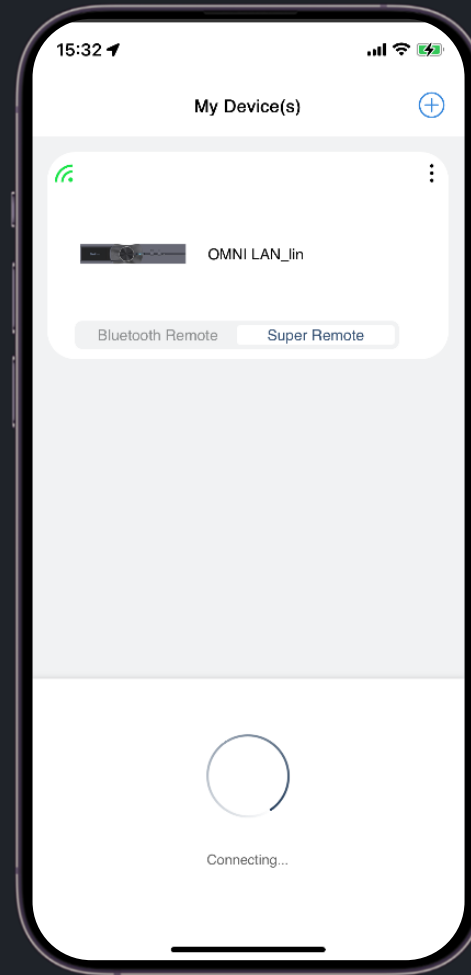 15:32
My Device(s)
OMNI LAN_lin
Bluetooth Remote
Super Remote
Connecting...